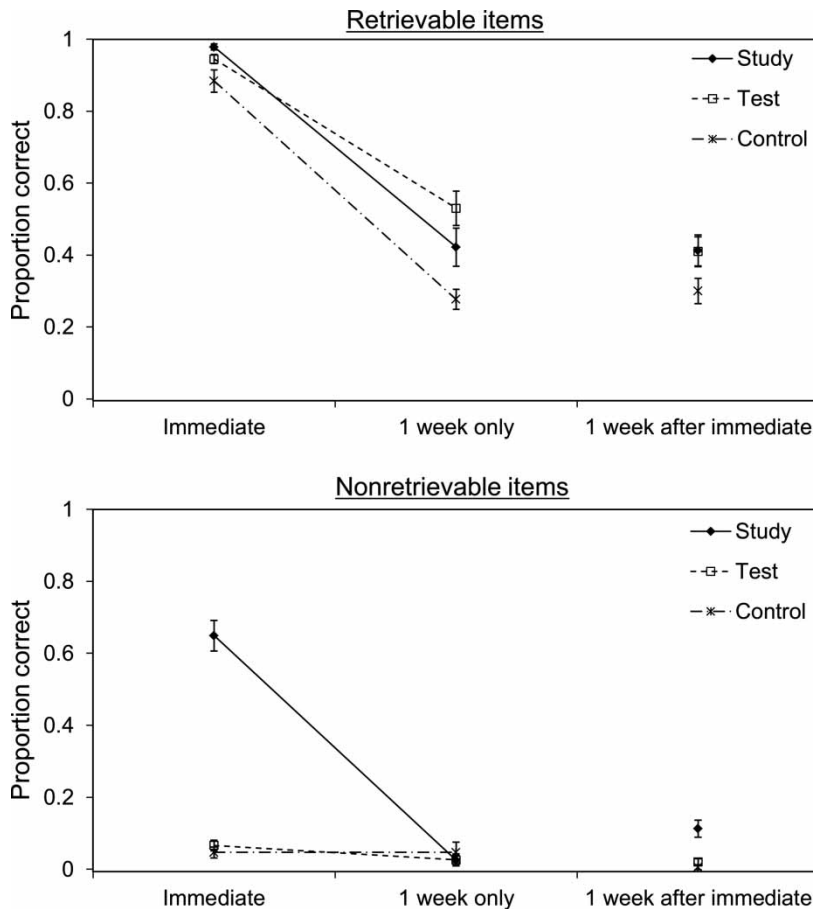 Retrievable items
1
0.8
0.6
0.4
0.2
0
Proportion correct
Study
Test
Control
Immediate 1 week only 1 week after immediate
Nonretrievable items
1
0.8
0.6
0.4
0.2
0
Proportion correct
Study
Test
Control
Immediate 1 week only 1 week after immediate